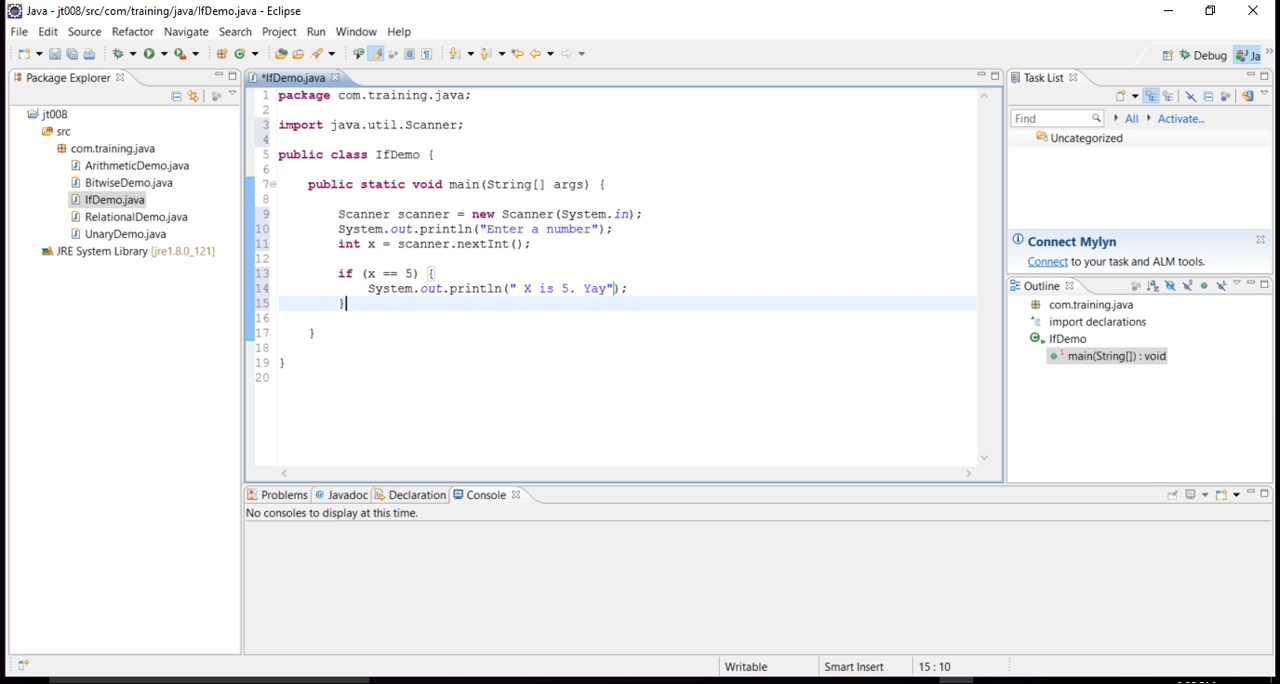 Java - jt008/src/com/training/java/IfDemo.java - Eclipse
File Edit Source Refactor Navigate Search Project Run Window Help
Debug Ja
Package Explorer
jt008
src
com.training.java
ArithmeticDemo.java
BitwiseDemo.java
IfDemo.java
RelationalDemo.java
UnaryDemo.java
JRE System Library [jre1.8.0_121]
*IfDemo.java
1 package com.training.java;
2
3 import java.util.Scanner;
4
5 public class IfDemo {
6
7 public static void main(String[] args) {
8
9 Scanner scanner = new Scanner(System.in);
10 System.out.println("Enter a number");
11 int x = scanner.nextInt();
12
13 if (x == 5) {
14 System.out.println(" X is 5. Yay");
15 }
16
17 }
18
19 }
20
Task List
Find All Activate...
Uncategorized
Connect Mylyn
Connect to your task and ALM tools.
Outline
com.training.java
import declarations
IfDemo
main(String[]) : void
Problems Javadoc Declaration Console
No consoles to display at this time.
Writable Smart Insert 15 : 10